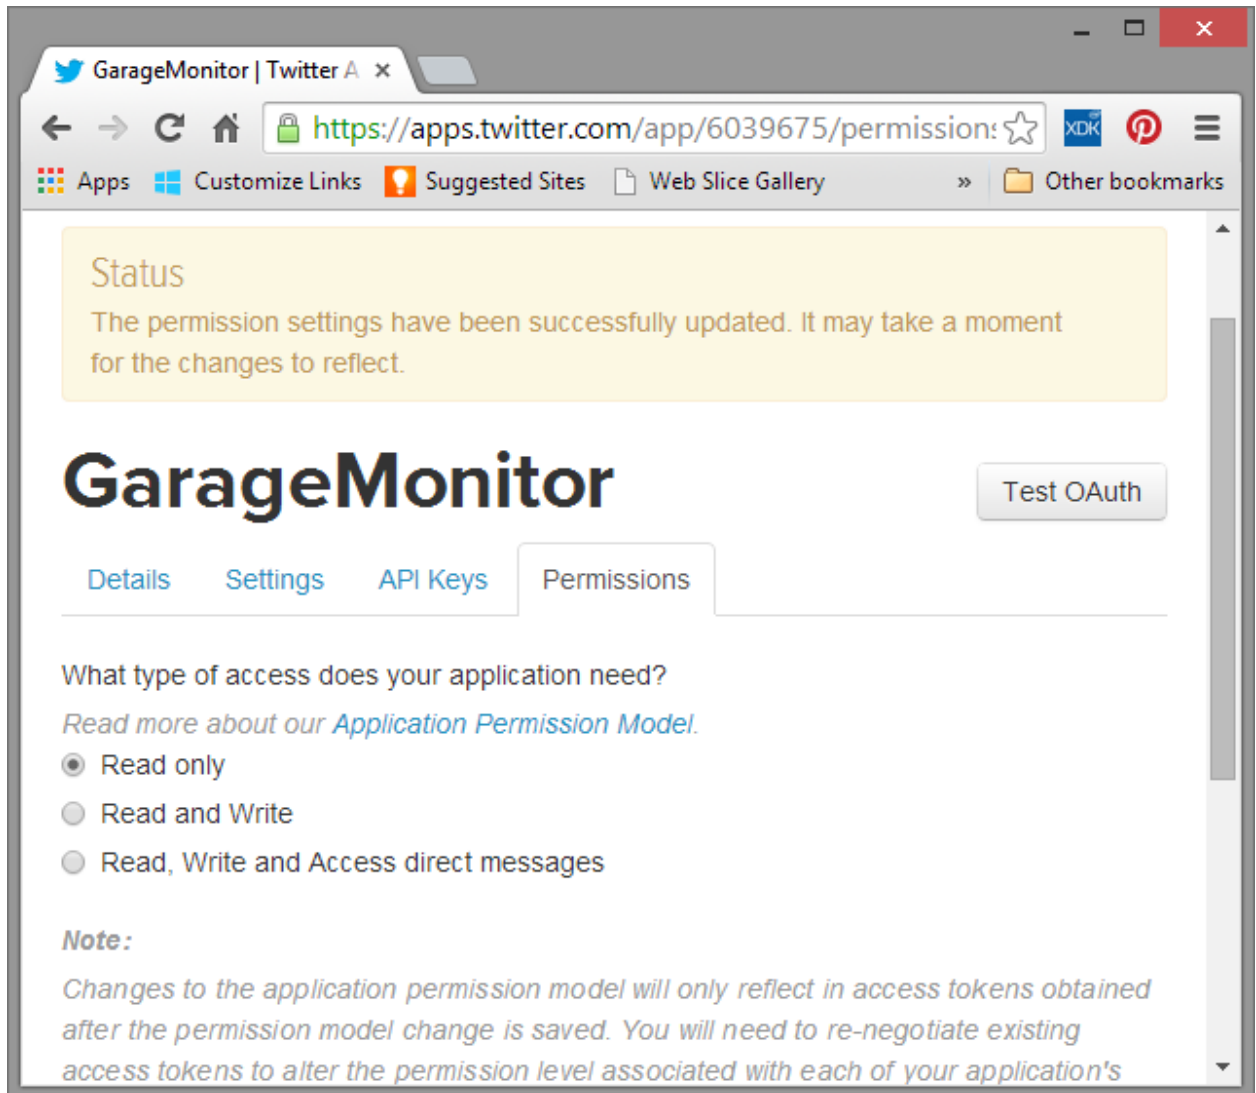 GarageMonitor | Twitter A
https://apps.twitter.com/app/6039675/permission
XDK
Apps Customize Links Suggested Sites Web Slice Gallery » Other bookmarks
Status
The permission settings have been successfully updated. It may take a moment
for the changes to reflect.
GarageMonitor
Test OAuth
Details Settings API Keys Permissions
What type of access does your application need?
Read more about our Application Permission Model.
Read only
Read and Write
Read, Write and Access direct messages
Note:
Changes to the application permission model will only reflect in access tokens obtained
after the permission model change is saved. You will need to re-negotiate existing
access tokens to alter the permission level associated with each of your application's